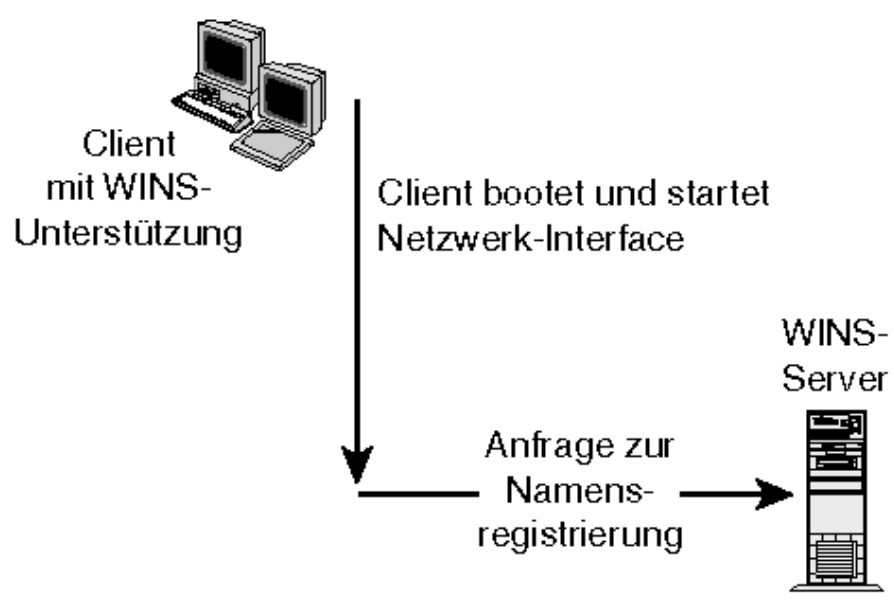 Client
mit WINS-
Unterstützung
Client bootet und startet
Netzwerk-Interface
WINS-
Server
Anfrage zur
Namens-
registrierung